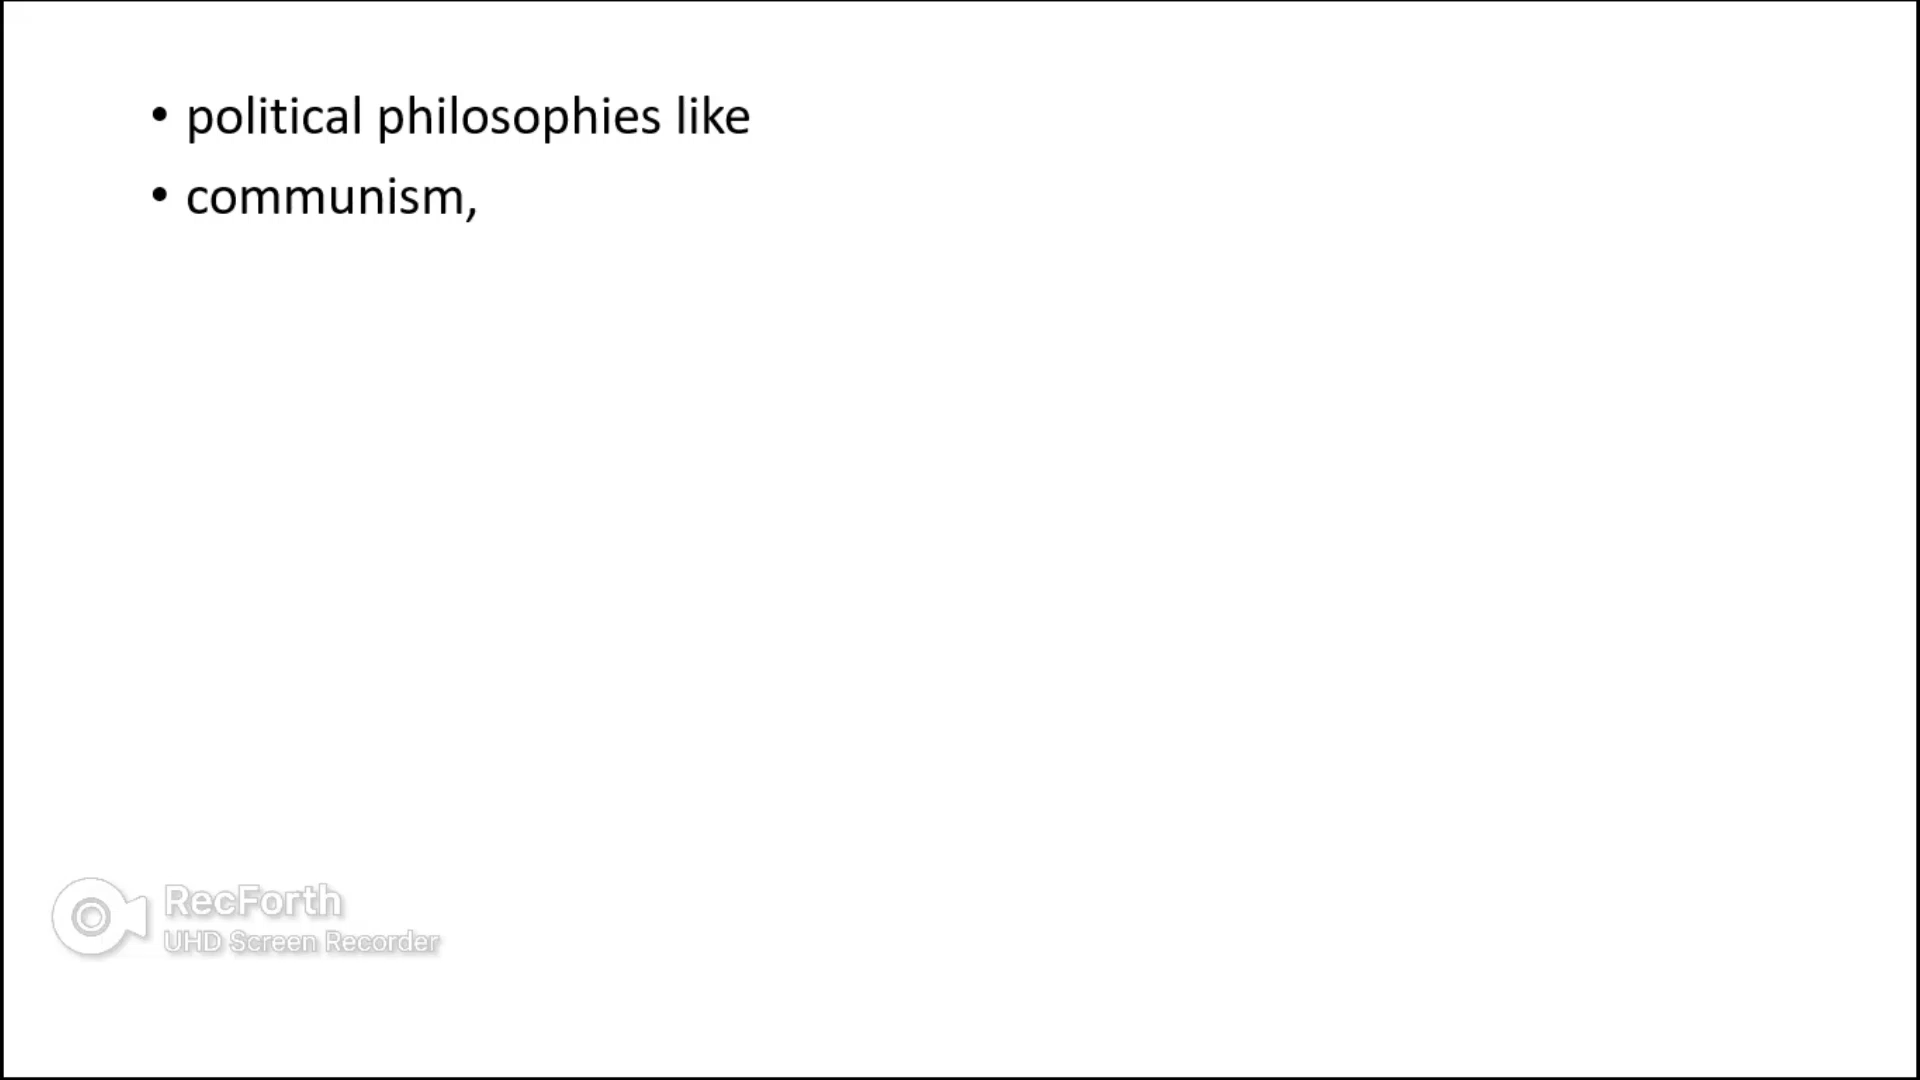 • political philosophies like
• communism,
RecForth
UHD Screen Recorder